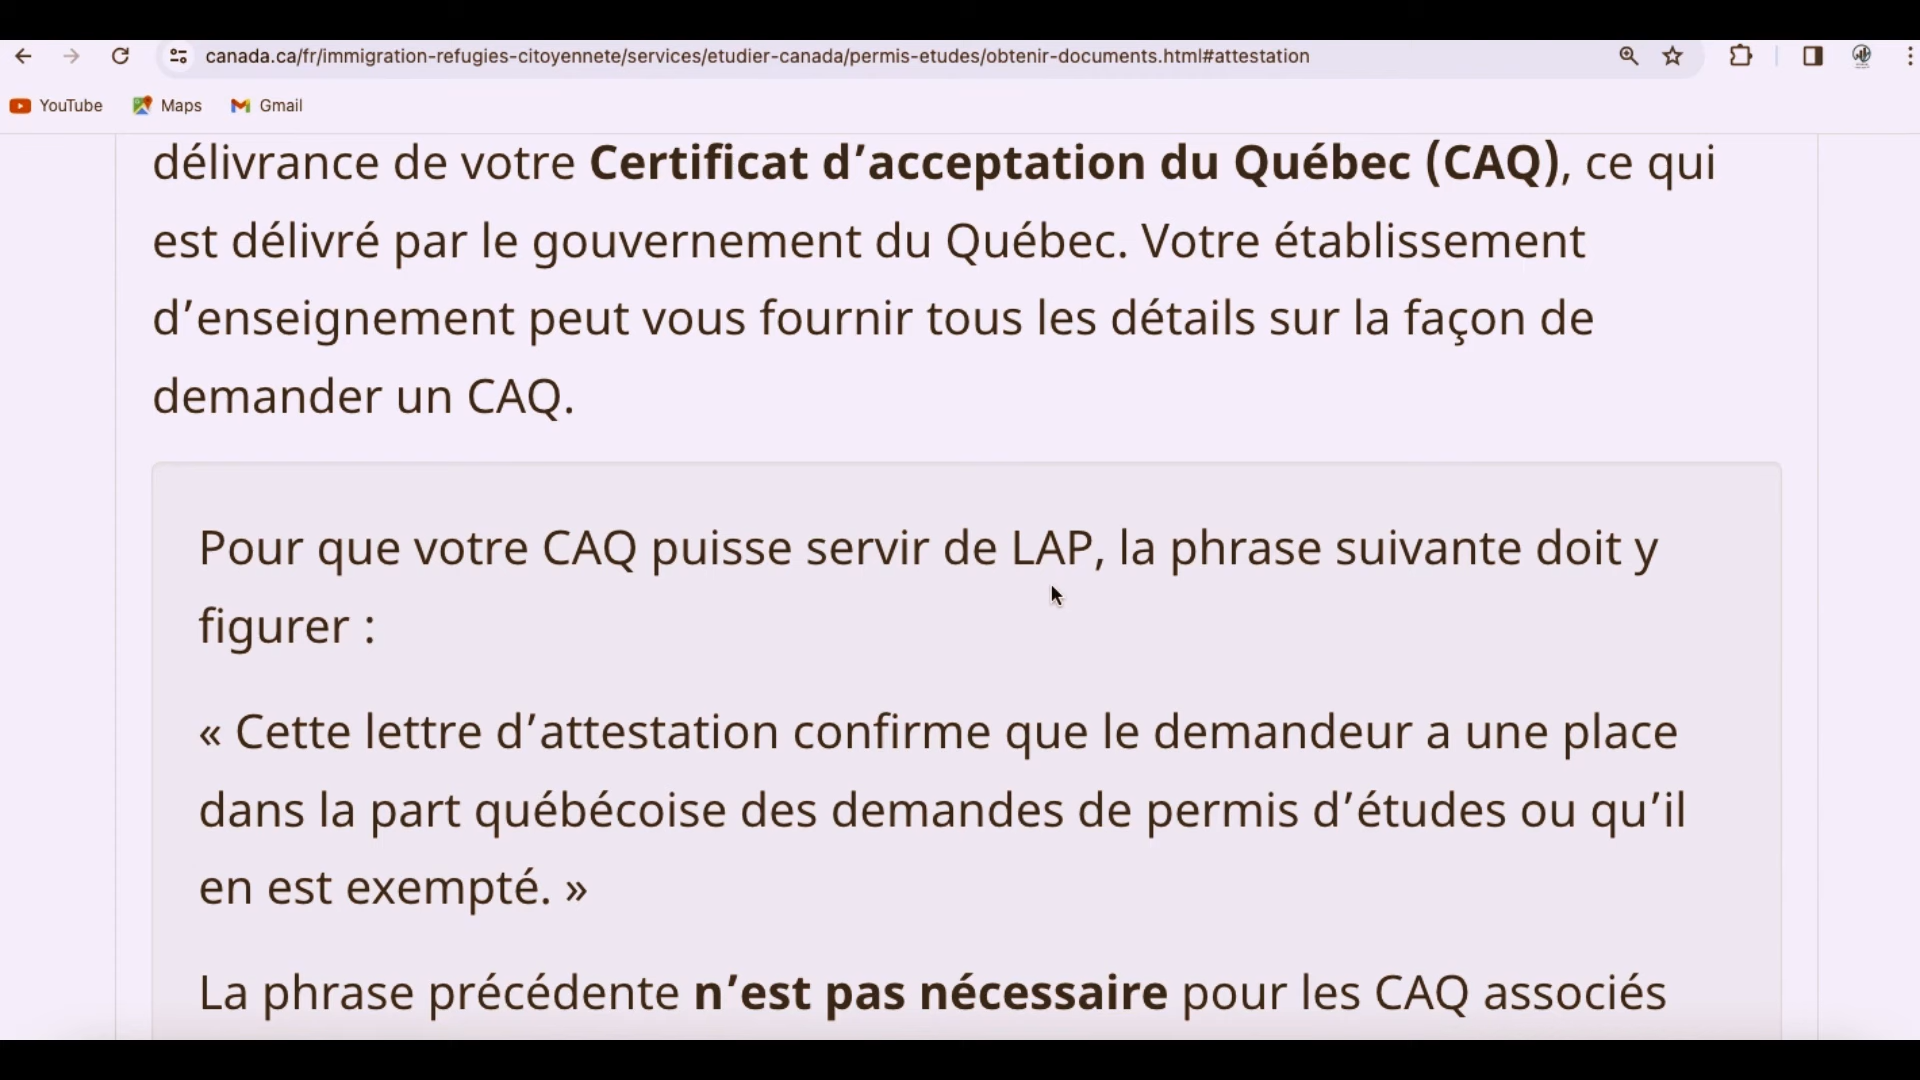 canada.ca/fr/immigration-refugies-citoyennete/services/etudier-canada/permis-etudes/obtenir-documents.html#attestation
YouTube Maps Gmail
délivrance de votre Certificat d’acceptation du Québec (CAQ), ce qui
est délivré par le gouvernement du Québec. Votre établissement
d’enseignement peut vous fournir tous les détails sur la façon de
demander un CAQ.
Pour que votre CAQ puisse servir de LAP, la phrase suivante doit y
figurer :
« Cette lettre d’attestation confirme que le demandeur a une place
dans la part québécoise des demandes de permis d’études ou qu’il
en est exempté. »
La phrase précédente n’est pas nécessaire pour les CAQ associés